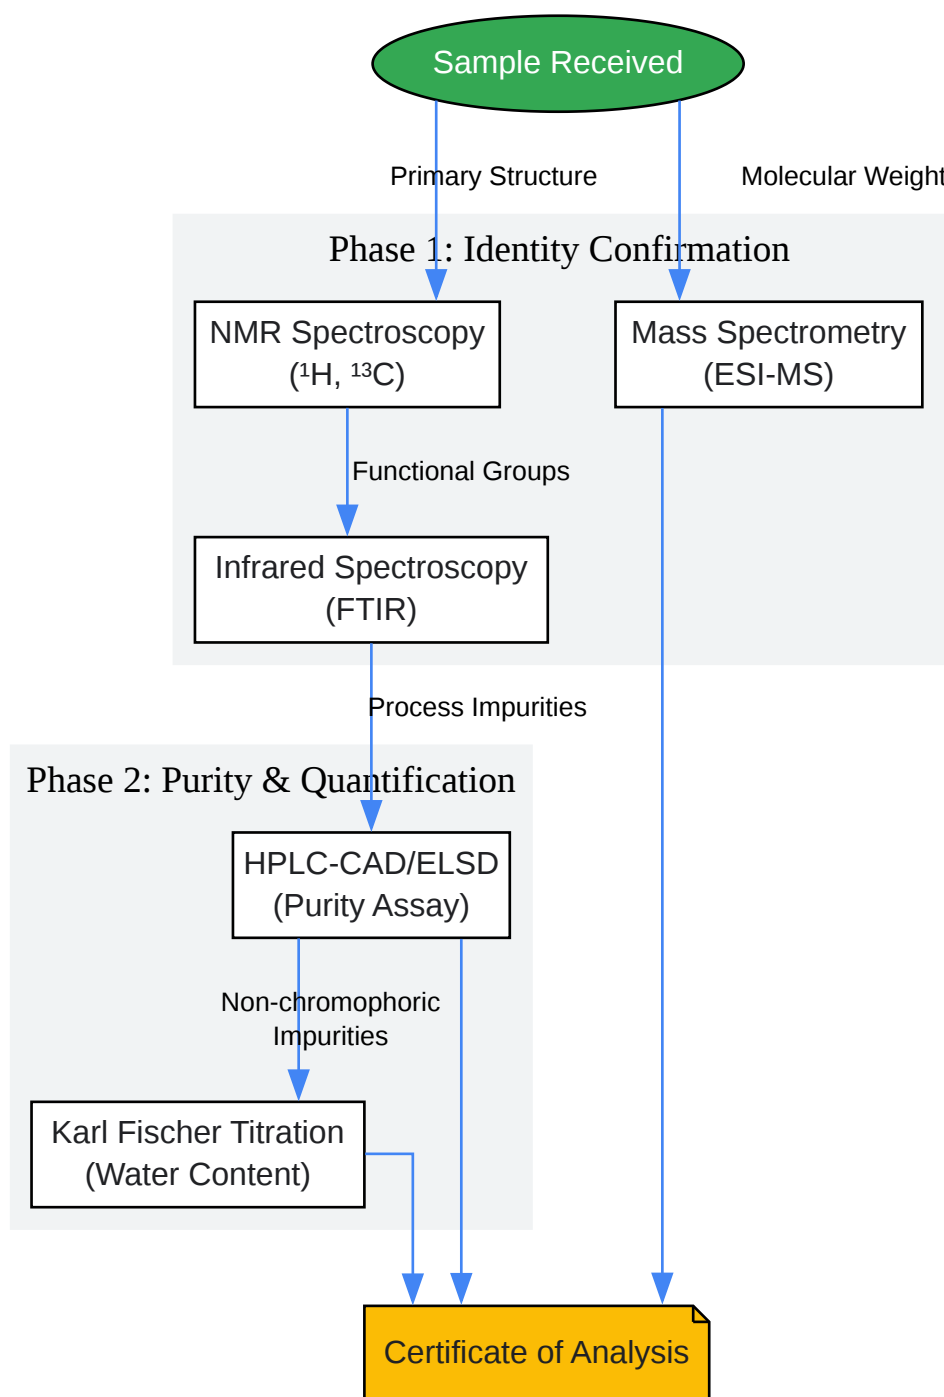 Sample Received
Primary Structure
Molecular Weight
Phase 1: Identity Confirmation
NMR Spectroscopy
(¹H, ¹³C)
Mass Spectrometry
(ESI-MS)
Functional Groups
Infrared Spectroscopy
(FTIR)
Process Impurities
Phase 2: Purity & Quantification
HPLC-CAD/ELSD
(Purity Assay)
Non-chromophoric
Impurities
Karl Fischer Titration
(Water Content)
Certificate of Analysis